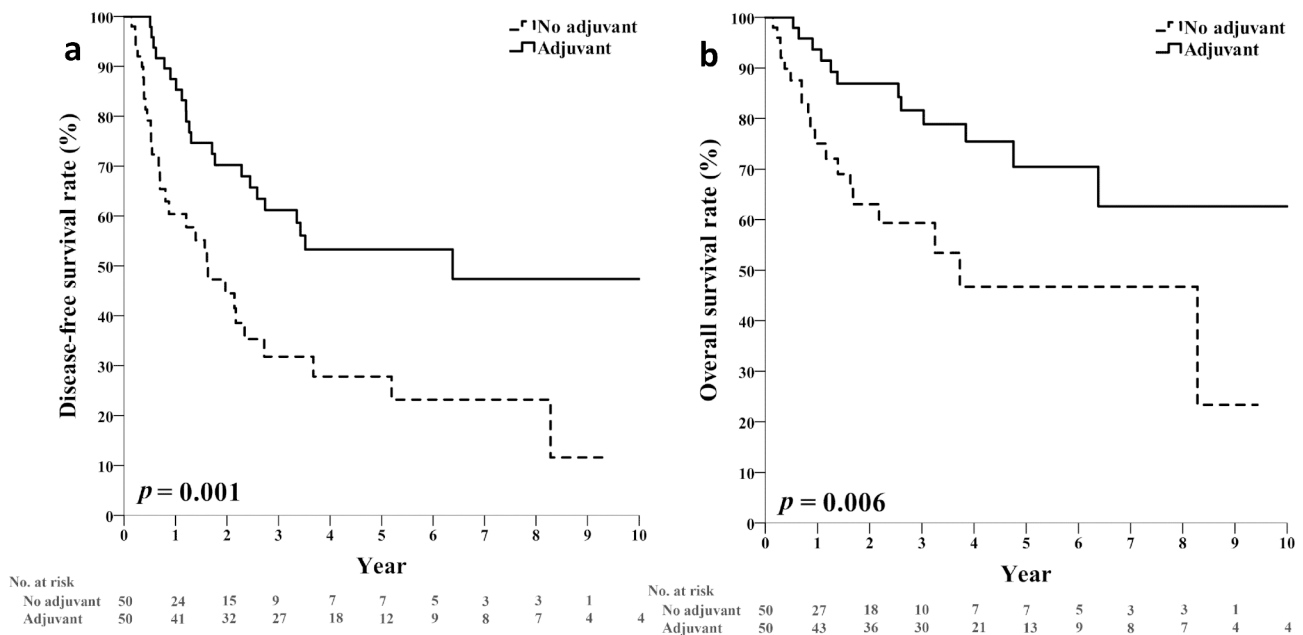 a
No adjuvant
Adjuvant
Disease-free survival rate (%)
100
90
80
70
60
50
40
30
20
10
0
p = 0.001
0 1 2 3 4 5 6 7 8 9 10
Year
No. at risk
No adjuvant 50 24 15 9 7 7 5 3 3 1
Adjuvant 50 41 32 27 18 12 9 8 7 4 4
b
No adjuvant
Adjuvant
Overall survival rate (%)
100
90
80
70
60
50
40
30
20
10
0
p = 0.006
0 1 2 3 4 5 6 7 8 9 10
Year
No. at risk
No adjuvant 50 27 18 10 7 7 5 3 3 1
Adjuvant 50 43 36 30 21 13 9 8 7 4 4